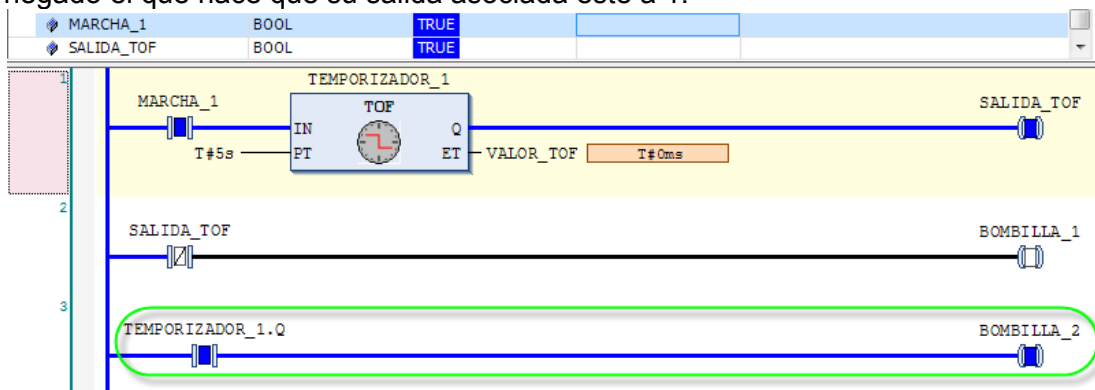 negado el que hace que su salida asociada esté a 1.
MARCHA_1 BOOL TRUE
SALIDA_TOF BOOL TRUE
1
TEMPORIZADOR_1
MARCHA_1 TOF SALIDA_TOF
IN Q
T#5s PT ET VALOR_TOF T#0ms
2
SALIDA_TOF BOMBILLA_1
3
TEMPORIZADOR_1.Q BOMBILLA_2